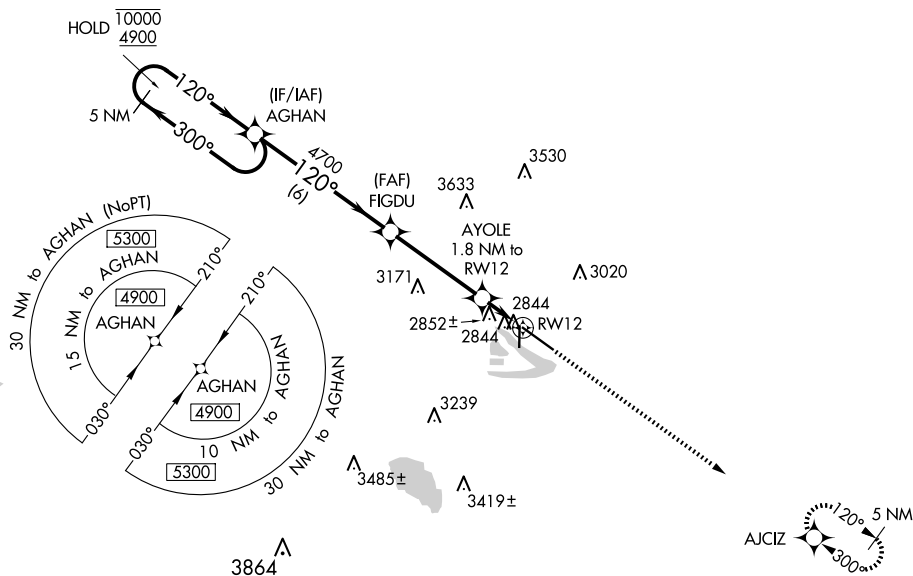 HOLD 10000
4900
120°
5 NM
300°
(IF/IAF)
AGHAN
4700
120°
(6)
(FAF)
FIGDU
3530
3633
AYOLE
1.8 NM to
RW12
3020
3171
2844
2852±
2844
RW12
30 NM to AGHAN (NoPT)
5300
210°
15 NM to AGHAN
4900
AGHAN
030°
210°
AGHAN
4900
10 NM to AGHAN
030°
5300
30 NM to AGHAN
3239
3485±
3419±
3864
AJCIZ
120°
5 NM
300°